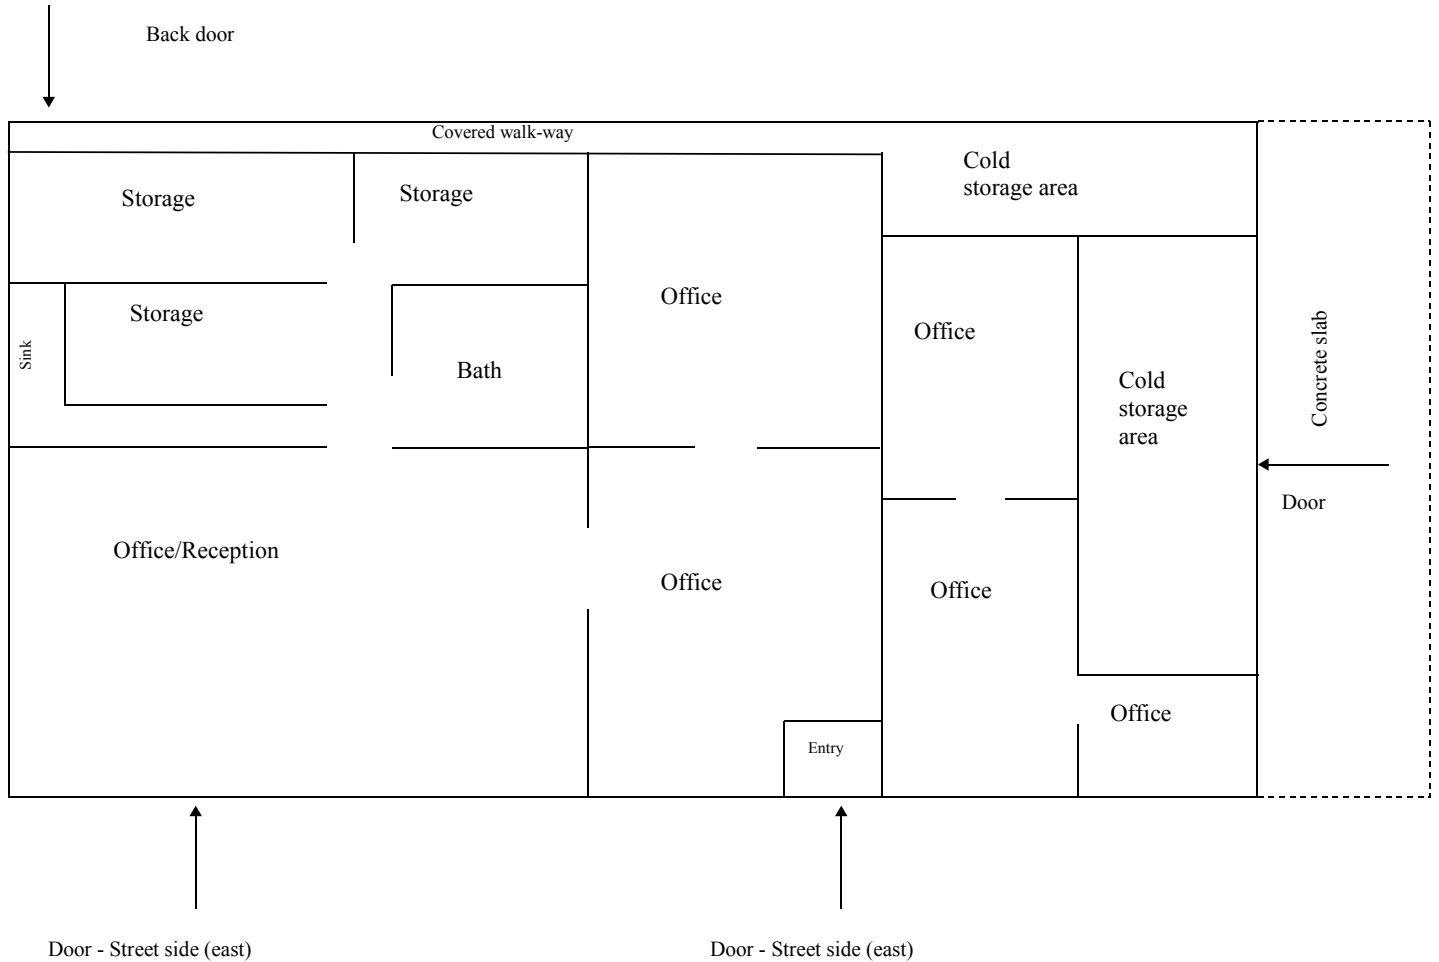 Back door
Covered walk-way
Cold
storage area
Storage
Storage
Office
Storage
Office
Sink
Bath
Cold
storage
area
Concrete slab
Door
Office/Reception
Office
Office
Office
Entry
Door - Street side (east)
Door - Street side (east)